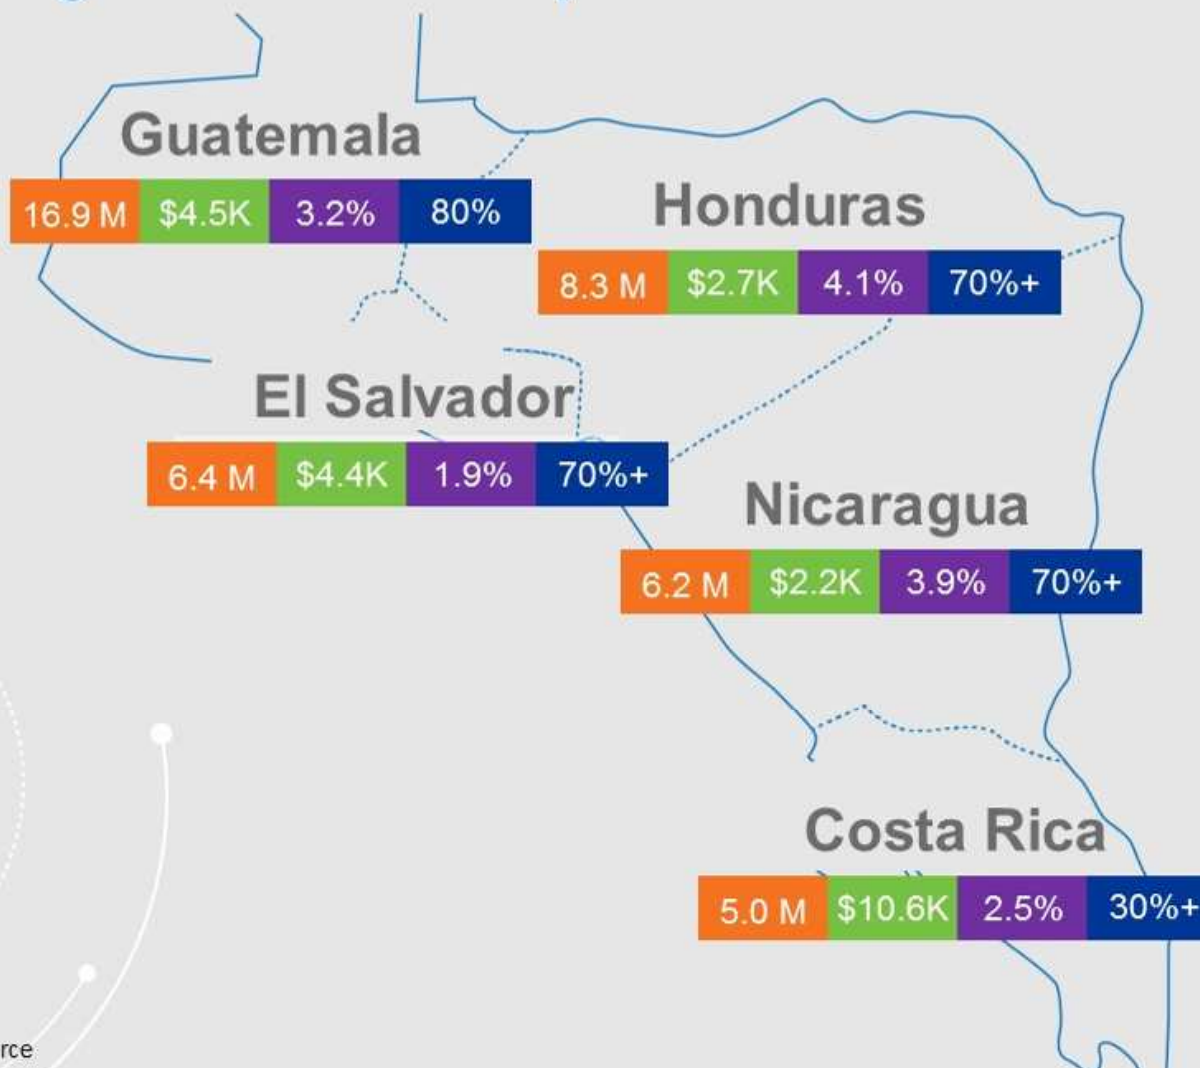 Guatemala
16.9 M $4.5K 3.2% 80%
Honduras
8.3 M $2.7K 4.1% 70%+
El Salvador
6.4 M $4.4K 1.9% 70%+
Nicaragua
6.2 M $2.2K 3.9% 70%+
Costa Rica
5.0 M $10.6K 2.5% 30%+
rce